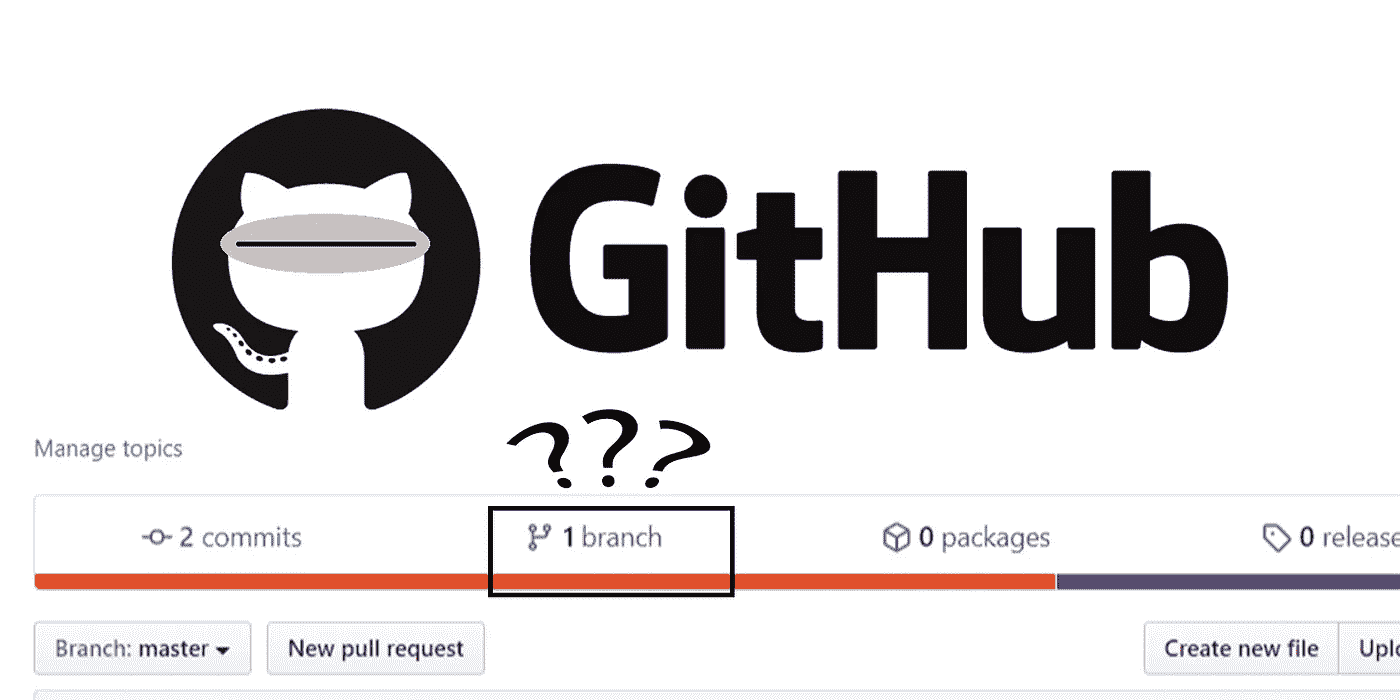 GitHub
???
Manage topics
2 commits 1 branch 0 packages 0 release
Branch: master New pull request Create new file Uplo